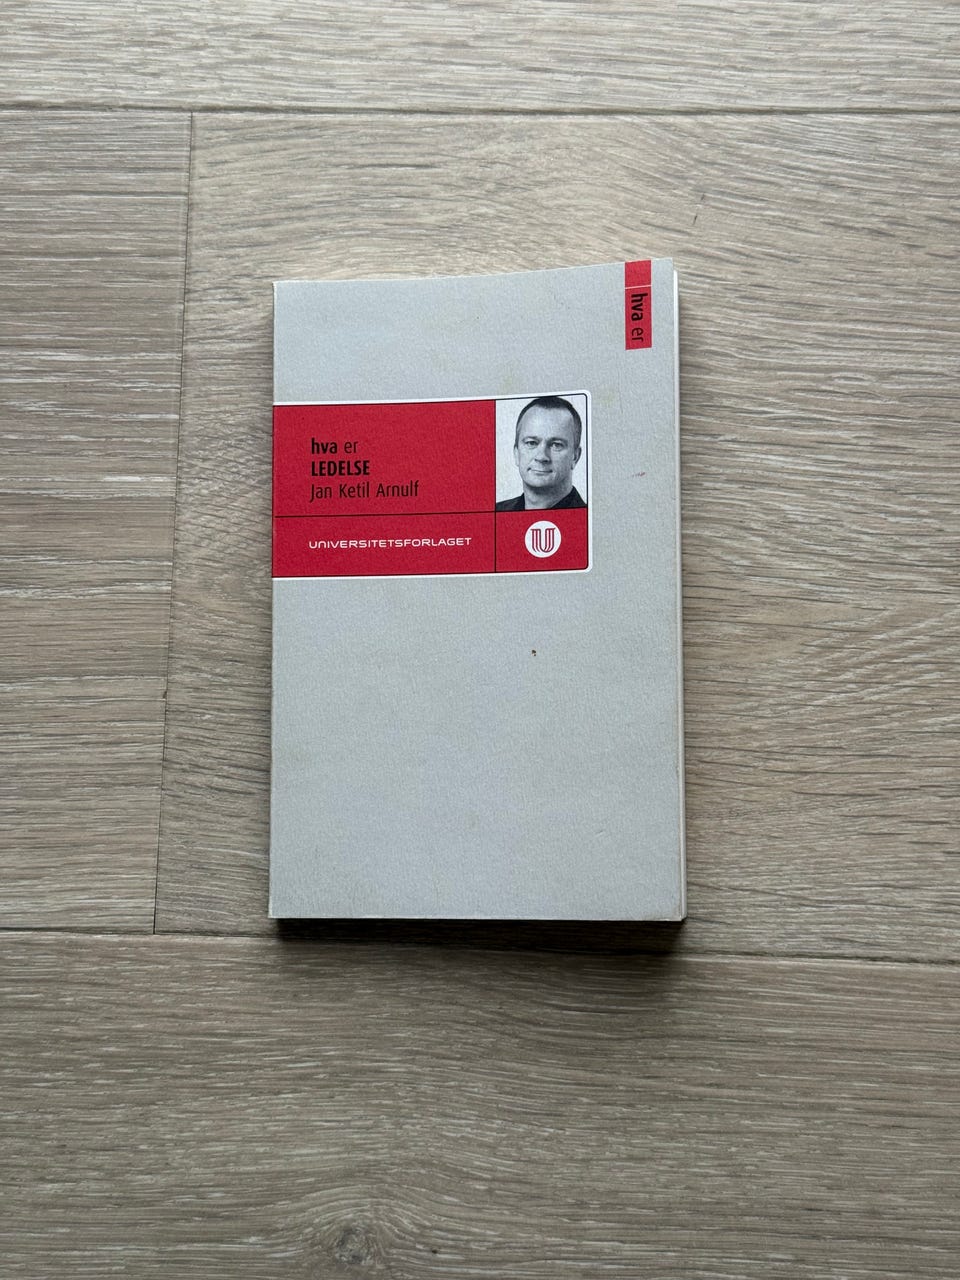 hva er
hva er
LEDELSE
Jan Ketil Arnulf
UNIVERSITETSFORLAGET